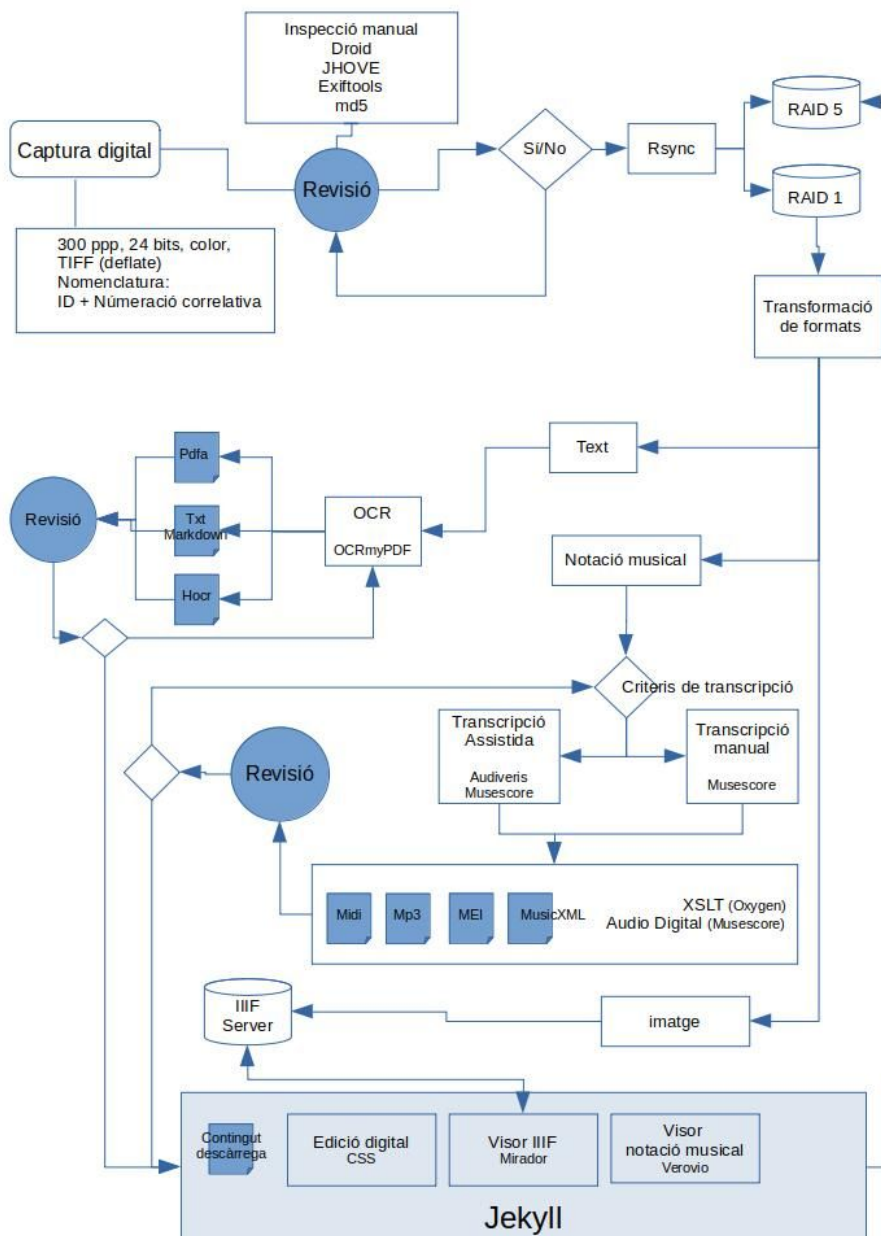 Inspecció manual
Droid
JHOVE
Exiftools
md5
RAID 5
Captura digital
Revisió
Si/No
Rsync
RAID 1
300 ppp, 24 bits, color,
TIFF (deflate)
Nomenclatura:
ID + Númeració correlativa
Transformació
de formats
Text
Pdfa
Revisió
Txt
Markdown
OCR
OCRmyPDF
Hocr
Notació musical
Criteris de transcripció
Transcripció
Assistida
Audiveris
Musescore
Transcripció
manual
Musescore
Revisió
Midi
Mp3
MEI
MusicXML
XSLT (Oxygen)
Audio Digital (Musescore)
IIIF
Server
imatge
Contingut
descàrrega
Edició digital
CSS
Visor IIIF
Mirador
Visor
notació musical
Verovio
Jekyll